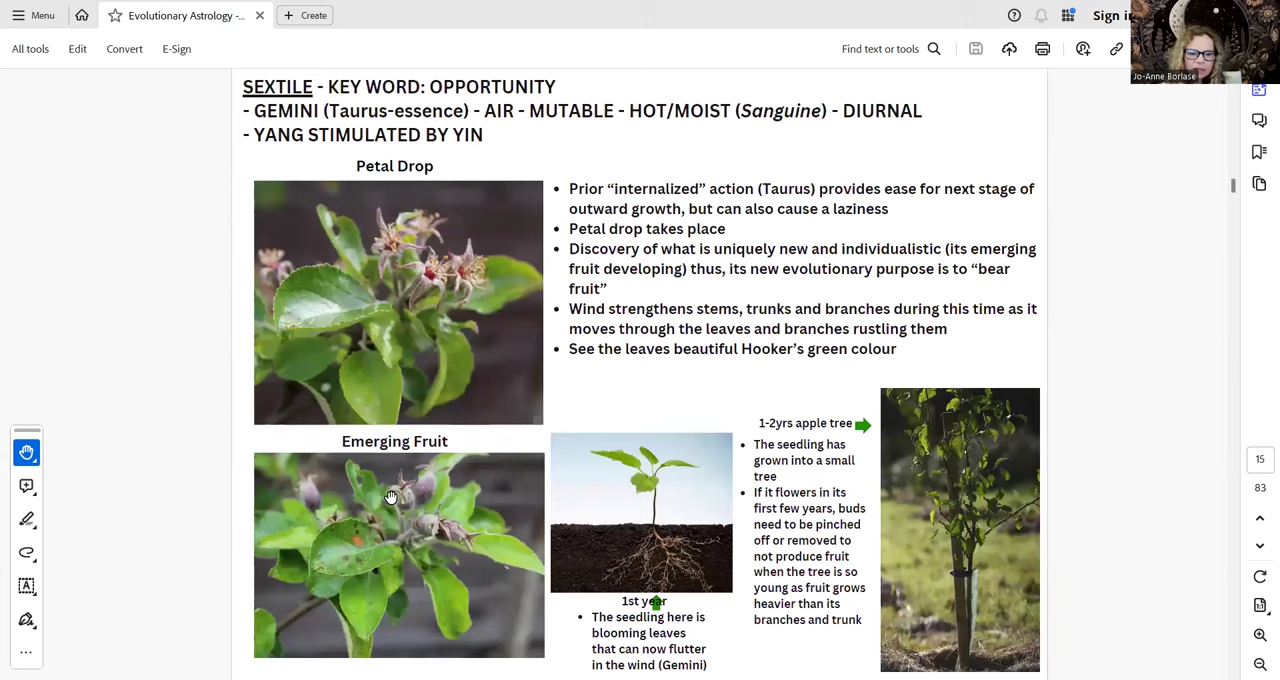 Menu
Evolutionary Astrology -...
Create
Sign in
All tools
Edit
Convert
E-Sign
Find text or tools
Jo-Anne Borlase
SEXTILE - KEY WORD: OPPORTUNITY
- GEMINI (Taurus-essence) - AIR - MUTABLE - HOT/MOIST (Sanguine) - DIURNAL
- YANG STIMULATED BY YIN
Petal Drop
• Prior “internalized” action (Taurus) provides ease for next stage of
outward growth, but can also cause a laziness
• Petal drop takes place
• Discovery of what is uniquely new and individualistic (its emerging
fruit developing) thus, its new evolutionary purpose is to “bear
fruit”
• Wind strengthens stems, trunks and branches during this time as it
moves through the leaves and branches rustling them
• See the leaves beautiful Hooker’s green colour
Emerging Fruit
1st year
• The seedling here is
blooming leaves
that can now flutter
in the wind (Gemini)
1-2yrs apple tree
• The seedling has
grown into a small
tree
• If it flowers in its
first few years, buds
need to be pinched
off or removed to
not produce fruit
when the tree is so
young as fruit grows
heavier than its
branches and trunk
15
83